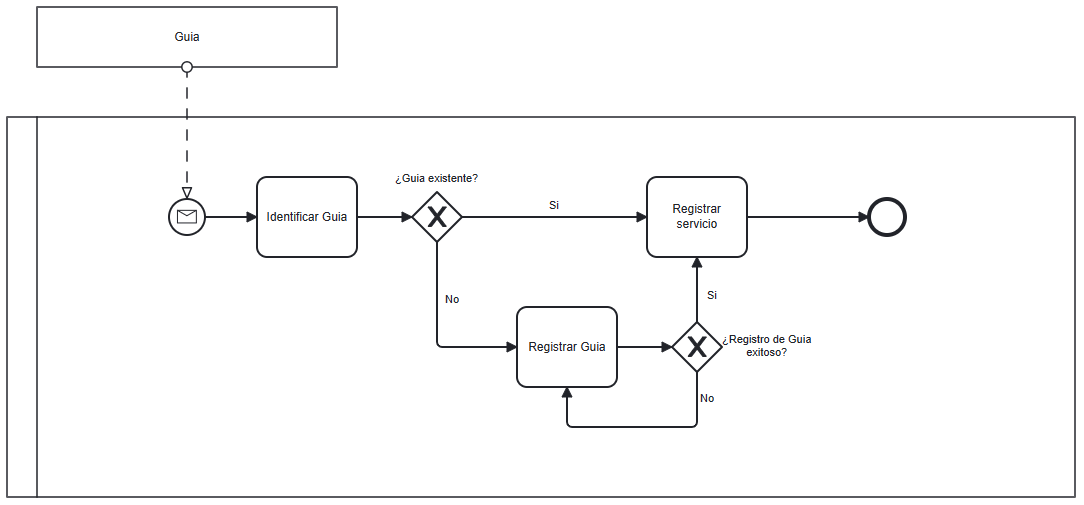 Guia
¿Guia existente?
Identificar Guia
Si
Registrar
servicio
No
Si
Registrar Guia
¿Registro de Guia
exitoso?
No